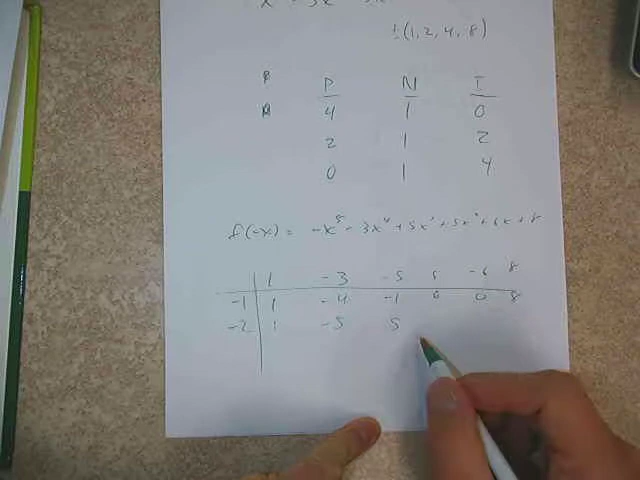 ± (1, 2, 4, 8)
P N I
4 1 0
2 1 2
0 1 4
f(-x) = -x⁵ - 3x⁴ + 5x³ + 5x² + 6x + 8
1 -3 -5 5 -6 8
-1 1 -4 -1 6 0 8
-2 1 -5 5